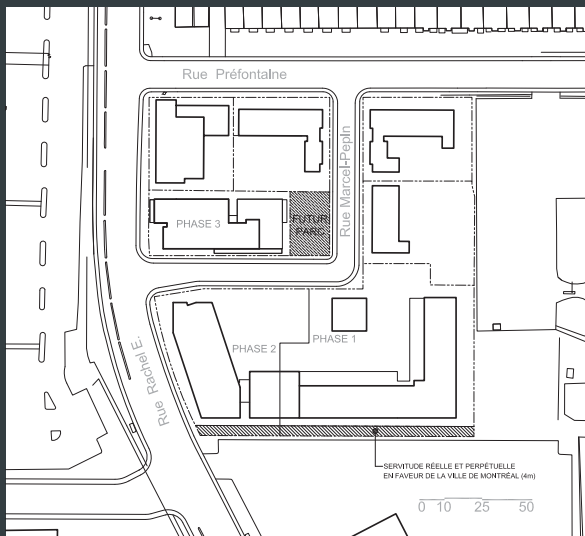 Rue Préfontaine
Rue Marcel-Pepin
PHASE 3
FUTUR
PARC
Rue Rachel E.
PHASE 2
PHASE 1
SERVITUDE RÉELLE ET PERPÉTUELLE
EN FAVEUR DE LA VILLE DE MONTRÉAL (4m)
0 10 25 50